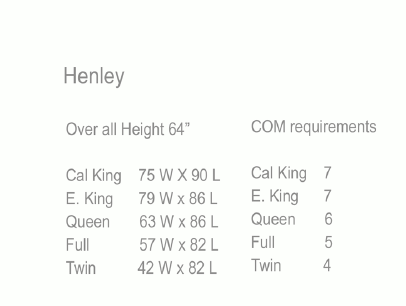 Henley
Over all Height 64”
Cal King 75 W X 90 L
E. King 79 W x 86 L
Queen 63 W x 86 L
Full 57 W x 82 L
Twin 42 W x 82 L
COM requirements
Cal King 7
E. King 7
Queen 6
Full 5
Twin 4